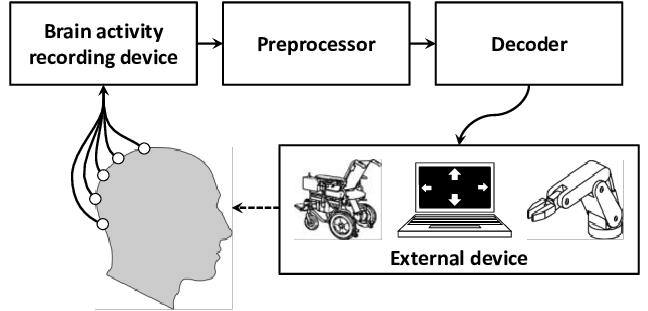 Brain activity
recording device
Preprocessor
Decoder
External device